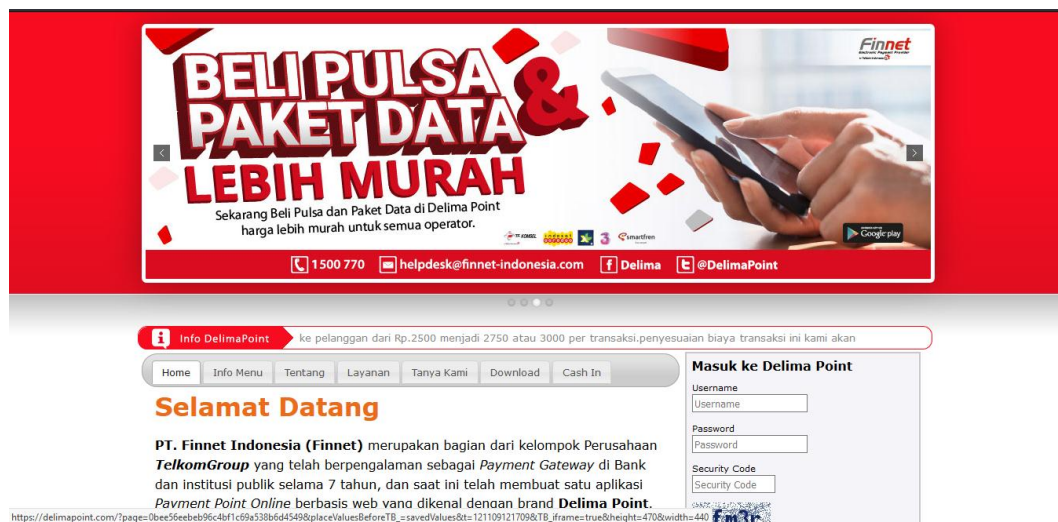 Finnet
BELI PULSA &
PAKET DATA
LEBIH MURAH
Sekarang Beli Pulsa dan Paket Data di Delima Point
harga lebih murah untuk semua operator.
smartfren
Google play
1500 770 helpdesk@finnet-indonesia.com Delima @DelimaPoint
Info DelimaPoint ke pelanggan dari Rp.2500 menjadi 2750 atau 3000 per transaksi.penyesuaian biaya transaksi ini kami akan
Home Info Menu Tentang Layanan Tanya Kami Download Cash In
Selamat Datang
PT. Finnet Indonesia (Finnet) merupakan bagian dari kelompok Perusahaan
TelkomGroup yang telah berpengalaman sebagai Payment Gateway di Bank
dan institusi publik selama 7 tahun, dan saat ini telah membuat satu aplikasi
Payment Point Online berbasis web yang dikenal dengan brand Delima Point.
Masuk ke Delima Point
Username
Username
Password
Password
Security Code
Security Code
https://delimapoint.com/?page=0bee56eebeb96c4bf1c69a538b6d4549&placeValuesBeforeTB_=savedValues&t=121109121709&TB_iframe=true&height=470&width=440